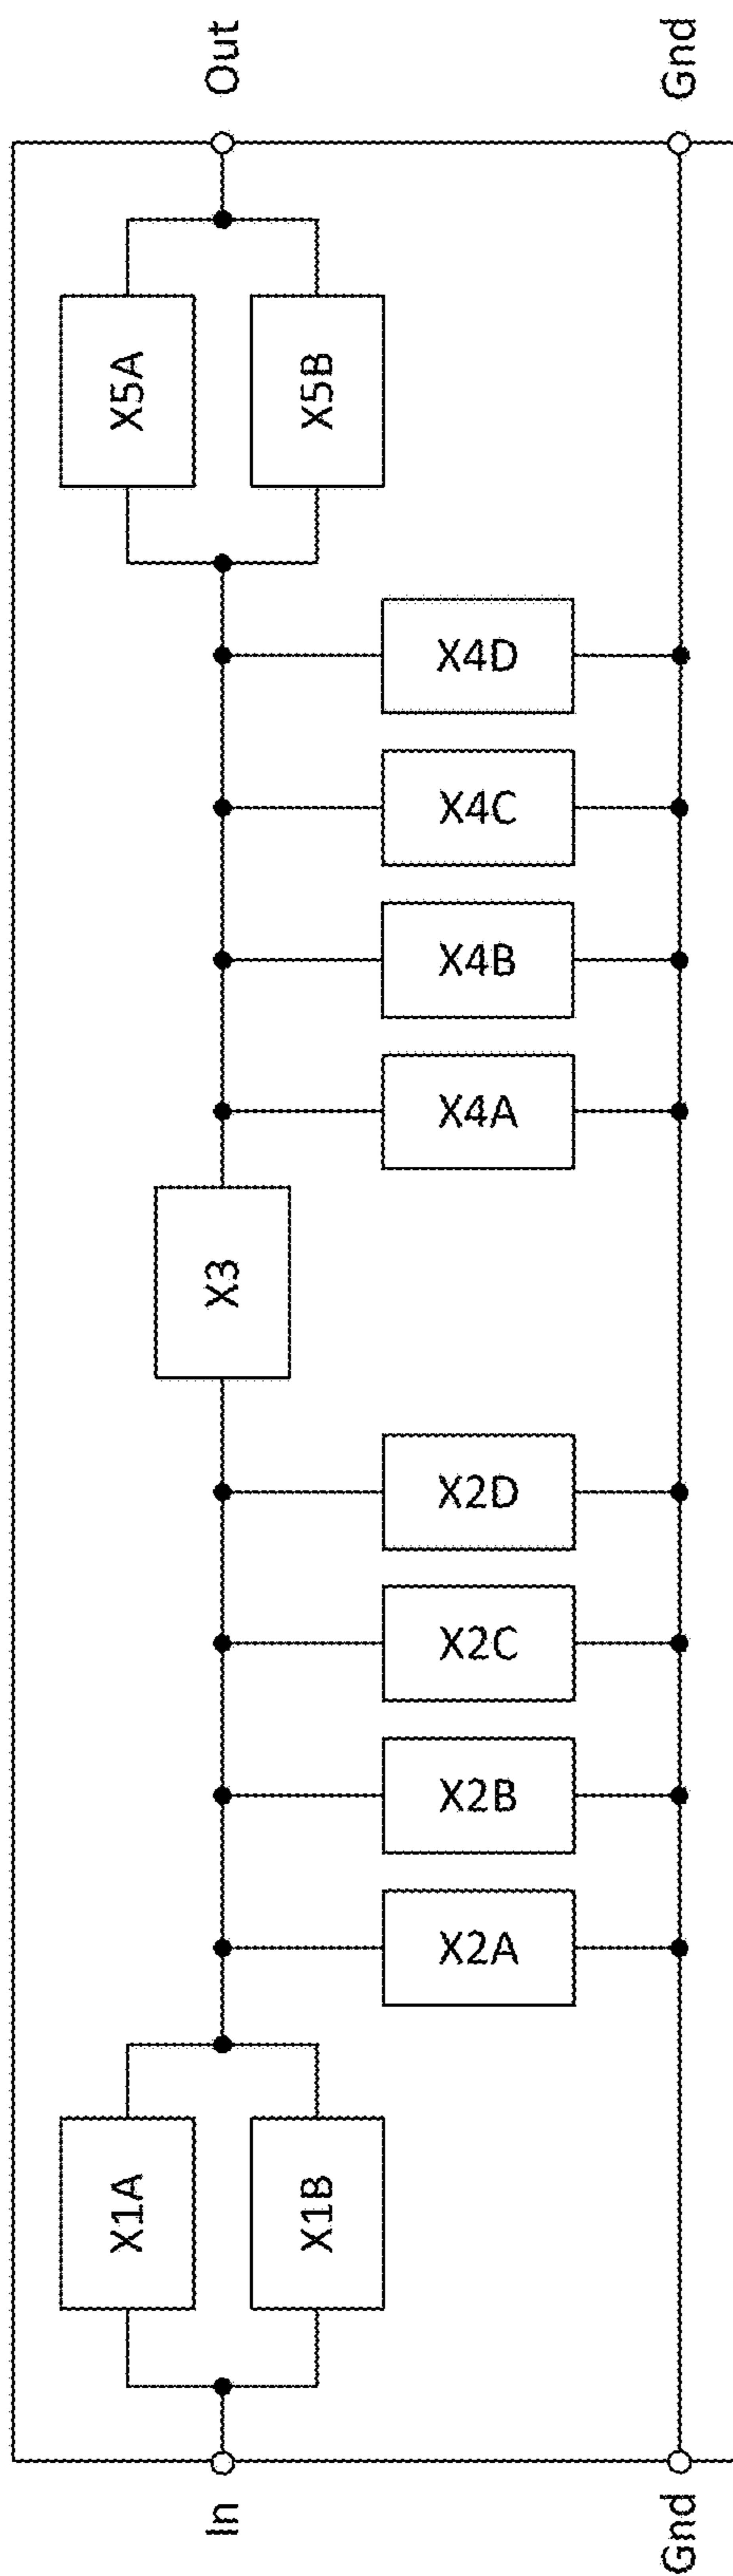 Out
Gnd
X5A
X5B
X4D
X4C
X4B
X4A
X3
X2D
X2C
X2B
X2A
X1A
X1B
In
Gnd